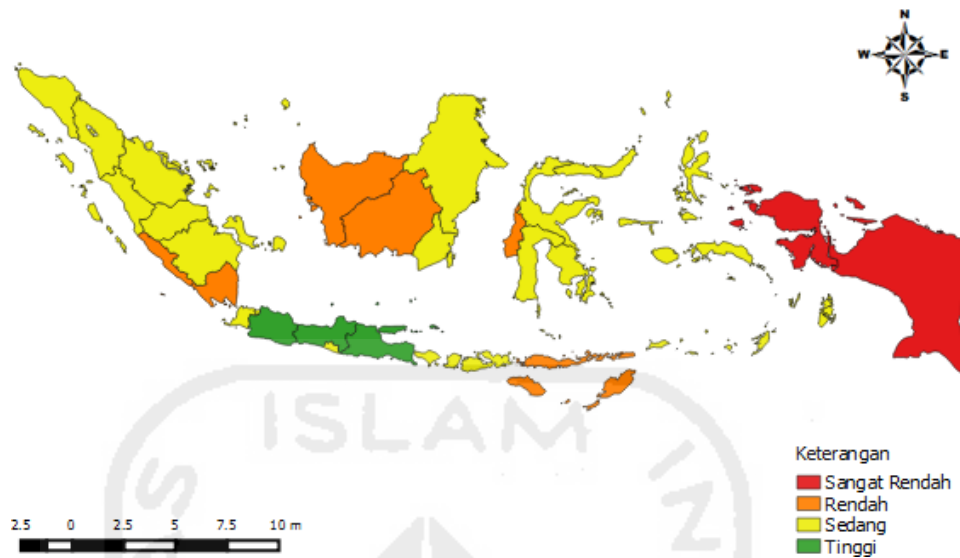 N
W E
S
ISLAM
Keterangan
Sangat Rendah
Rendah
Sedang
Tinggi
2.5 0 2.5 5 7.5 10 m